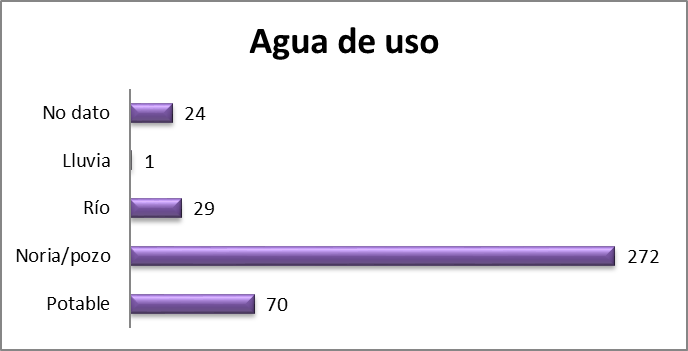 Agua de uso
No dato 24
Lluvia 1
Río 29
Noria/pozo 272
Potable 70